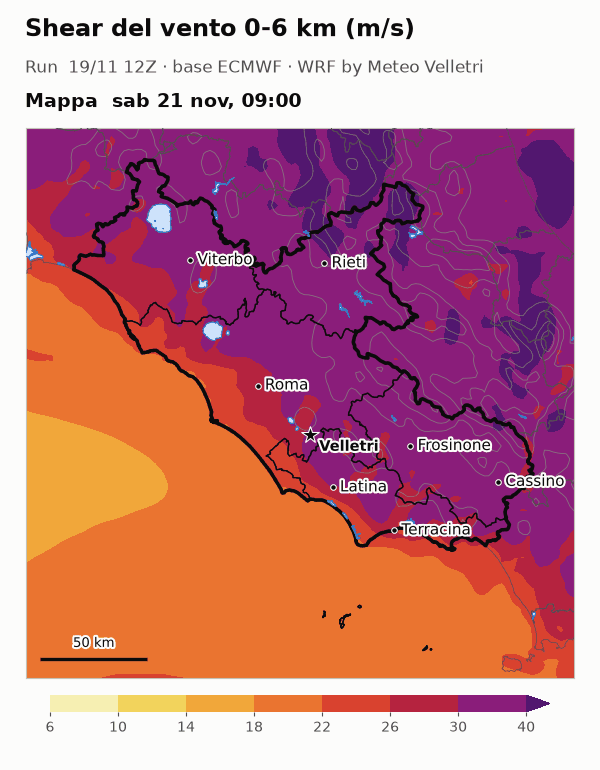 Shear del vento 0-6 km (m/s)
Run  19/11 12Z · base ECMWF · WRF by Meteo Velletri
Mappa  sab 21 nov, 09:00
Viterbo
Rieti
Roma
Velletri
Frosinone
Latina
Cassino
Terracina
50 km
6 10 14 18 22 26 30 40